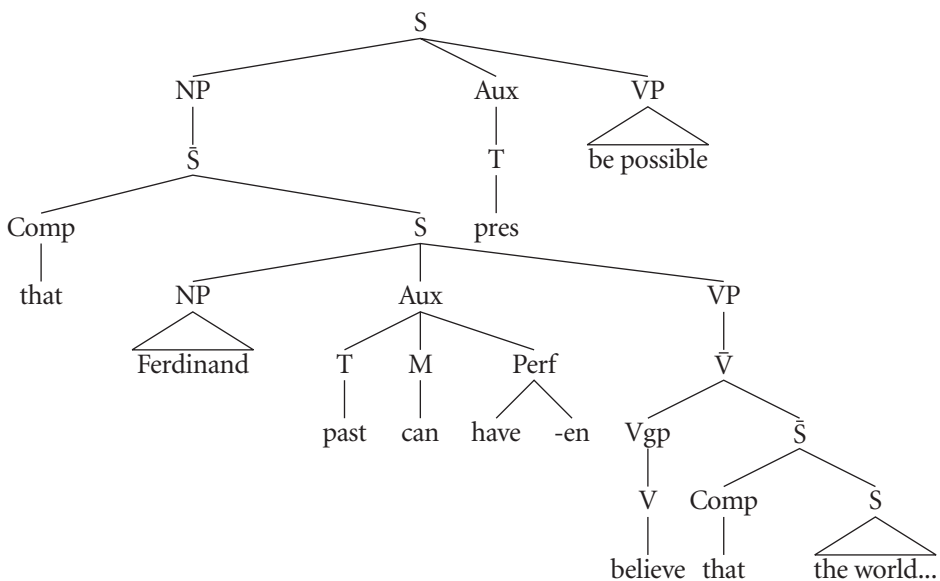 S
NP Aux VP
S̄ T be possible
Comp S pres
that NP Aux VP
Ferdinand T M Perf V̄
past can have -en Vgp S̄
V Comp S
believe that the world...